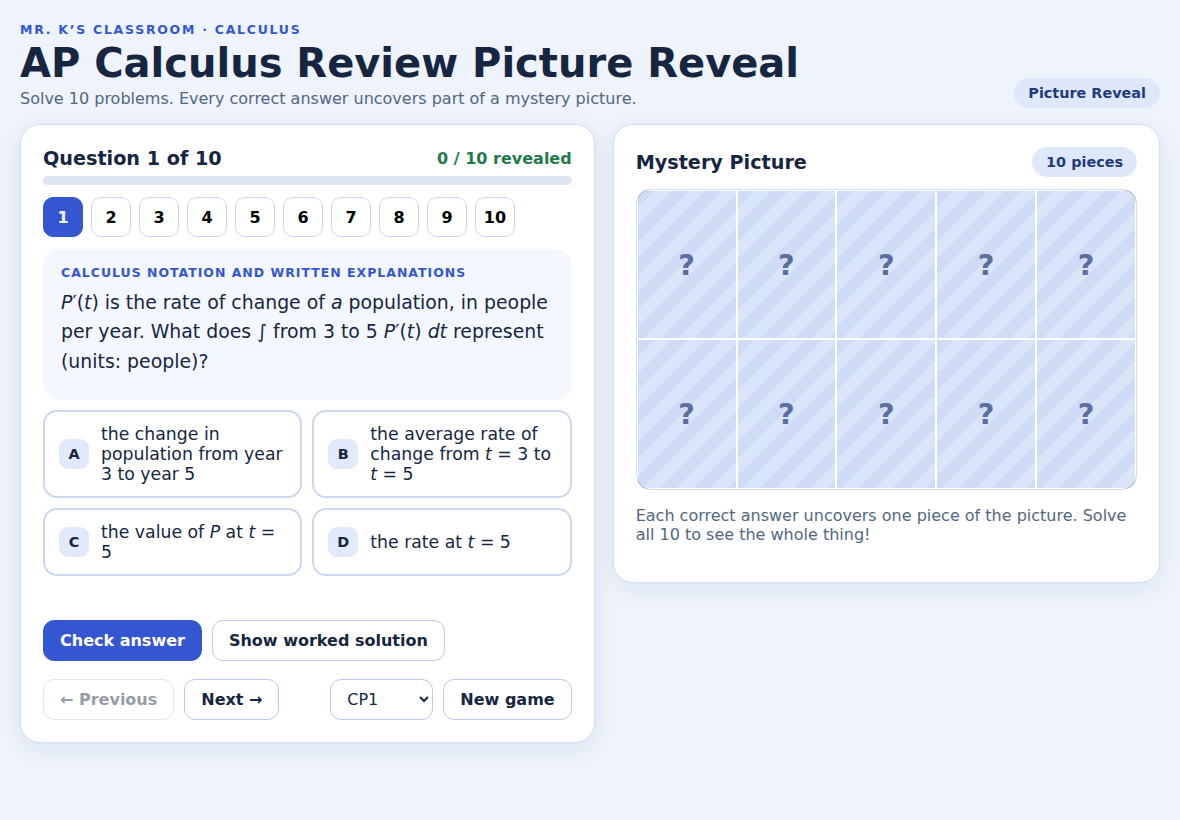 MR. K’S CLASSROOM · CALCULUS
AP Calculus Review Picture Reveal
Solve 10 problems. Every correct answer uncovers part of a mystery picture.
Picture Reveal
Question 1 of 10
0 / 10 revealed
1 2 3 4 5 6 7 8 9 10
CALCULUS NOTATION AND WRITTEN EXPLANATIONS
P′(t) is the rate of change of a population, in people
per year. What does ∫ from 3 to 5 P′(t) dt represent
(units: people)?
A
the change in
population from year
3 to year 5
B
the average rate of
change from t = 3 to
t = 5
C
the value of P at t =
5
D
the rate at t = 5
Check answer
Show worked solution
← Previous
Next →
CP1
New game
Mystery Picture
10 pieces
? ? ? ? ?
? ? ? ? ?
Each correct answer uncovers one piece of the picture. Solve
all 10 to see the whole thing!